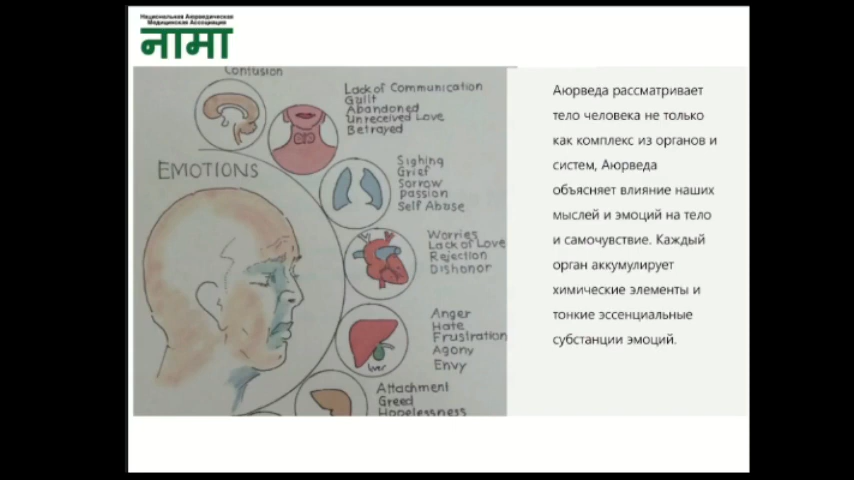 Национальная Аюрведическая
Медицинская Ассоциация
नामा
Confusion
Lack of Communication
Guilt
Abandoned
Unreceived Love
Betrayed
EMOTIONS
Sighing
Grief
Sorrow
Passion
Self Abuse
Worries
Lack of Love
Rejection
Dishonor
Anger
Hate
Frustration
Agony
Envy
liver
Attachment
Greed
Hopelessness
Аюрведа рассматривает
тело человека не только
как комплекс из органов и
систем, Аюрведа
объясняет влияние наших
мыслей и эмоций на тело
и самочувствие. Каждый
орган аккумулирует
химические элементы и
тонкие эссенциальные
субстанции эмоций.